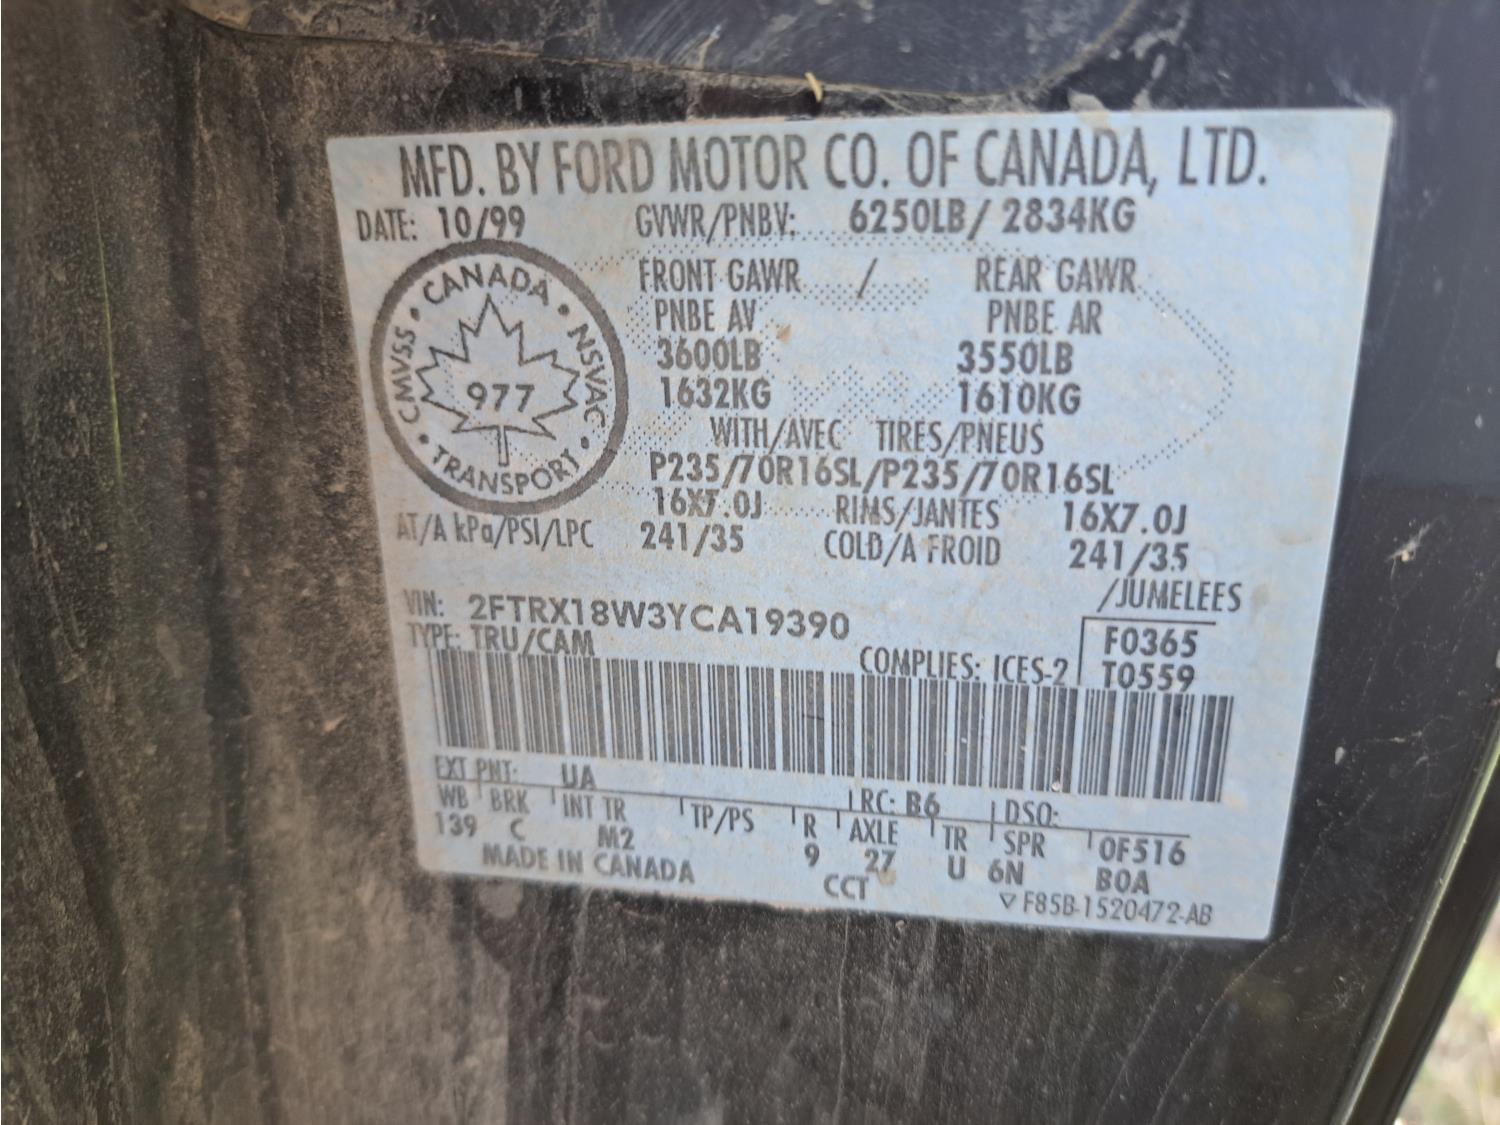 MFD. BY FORD MOTOR CO. OF CANADA, LTD.
DATE: 10/99 GVWR/PNBV: 6250LB/ 2834KG
FRONT GAWR / REAR GAWR
PNBE AV PNBE AR
3600LB 3550LB
1632KG 1610KG
WITH/AVEC TIRES/PNEUS
P235/70R16SL/P235/70R16SL
16X7.0J RIMS/JANTES 16X7.0J
AT/A kPa/PSI/LPC 241/35 COLD/A FROID 241/35
/JUMELEES
CANADA • NSVAC • TRANSPORT • CMVSS •
977
VIN: 2FTRX18W3YCA19390
TYPE: TRU/CAM
COMPLIES: ICES-2
F0365
T0559
EXT PNT: UA RC: B6 DSO:
WB BRK INT TR TP/PS R AXLE TR SPR 0F516
139 C M2 9 27 U 6N B0A
MADE IN CANADA CCT
▽ F85B-1520472-AB